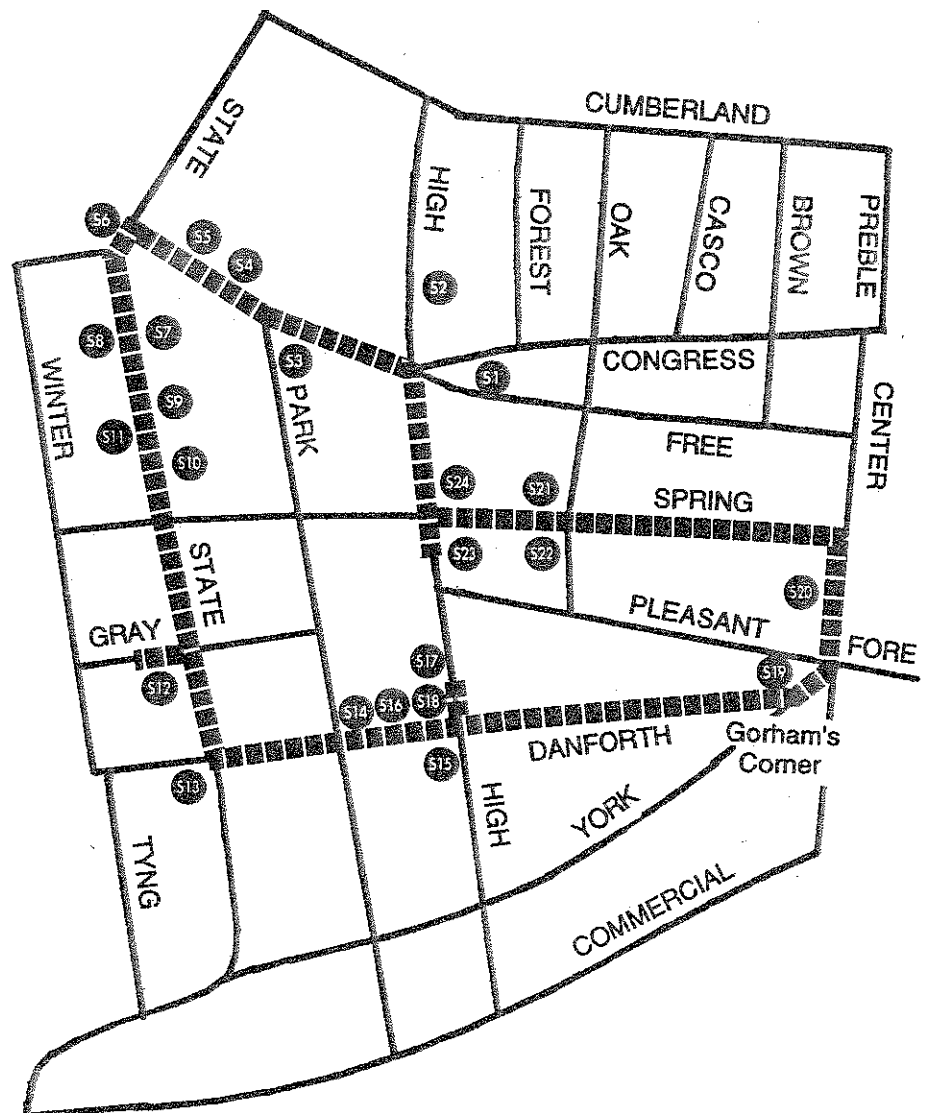 CUMBERLAND
STATE
HIGH
FOREST
OAK
CASCO
BROWN
PREBLE
S6
S5
S4
S2
S8
S7
S3
S1
CONGRESS
WINTER
PARK
CENTER
S9
S11
S10
FREE
S24
S21
SPRING
STATE
S23
S22
S20
GRAY
PLEASANT
FORE
S12
S17
S19
S14
S16
S18
DANFORTH
Gorham's
Corner
S13
S15
HIGH
YORK
TYNG
COMMERCIAL